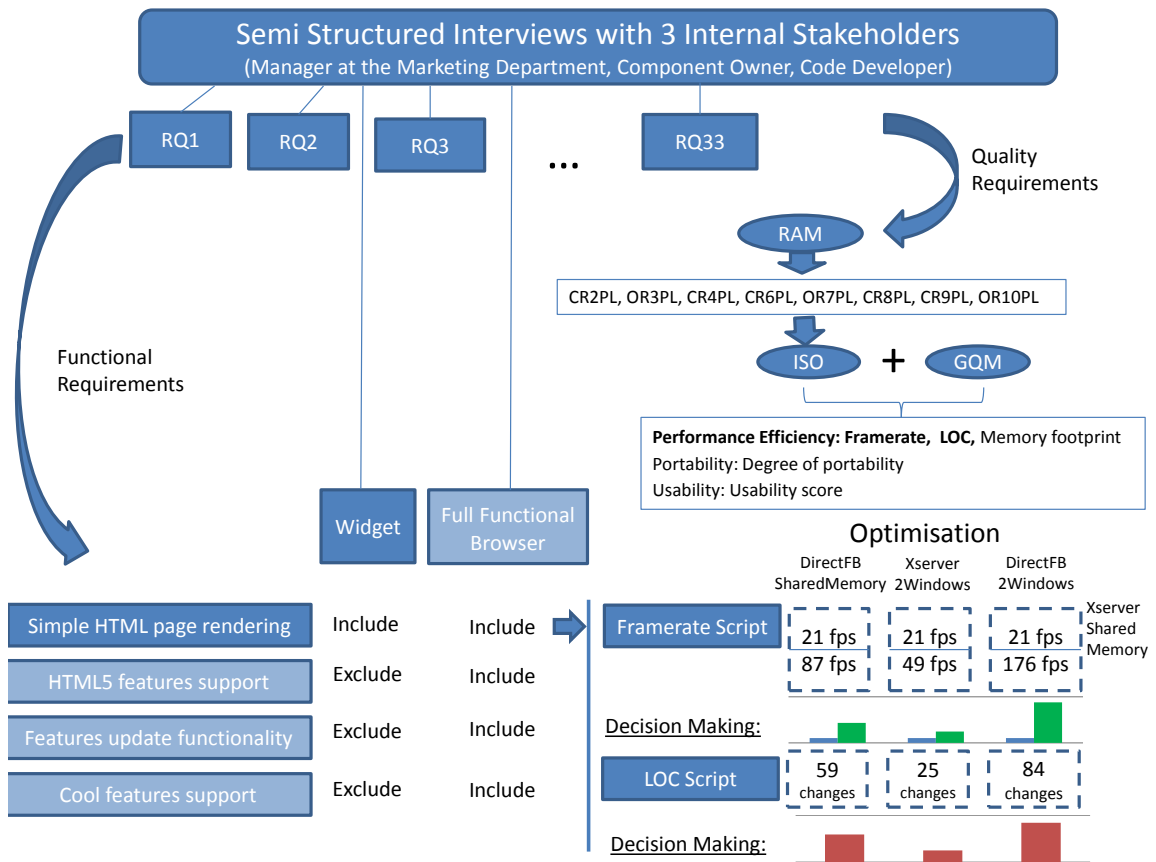 Semi Structured Interviews with 3 Internal Stakeholders
(Manager at the Marketing Department, Component Owner, Code Developer)
RQ1
RQ2
RQ3
...
RQ33
Quality
Requirements
RAM
CR2PL, OR3PL, CR4PL, CR6PL, OR7PL, CR8PL, CR9PL, OR10PL
ISO + GQM
Functional
Requirements
Performance Efficiency: Framerate, LOC, Memory footprint
Portability: Degree of portability
Usability: Usability score
Widget
Full Functional
Browser
Optimisation
DirectFB
SharedMemory
Xserver
2Windows
DirectFB
2Windows
Simple HTML page rendering Include Include
HTML5 features support Exclude Include
Features update functionality Exclude Include
Cool features support Exclude Include
Framerate Script
21 fps 21 fps 21 fps
87 fps 49 fps 176 fps
Xserver
Shared
Memory
Decision Making:
LOC Script
59 25 84
changes changes changes
Decision Making: